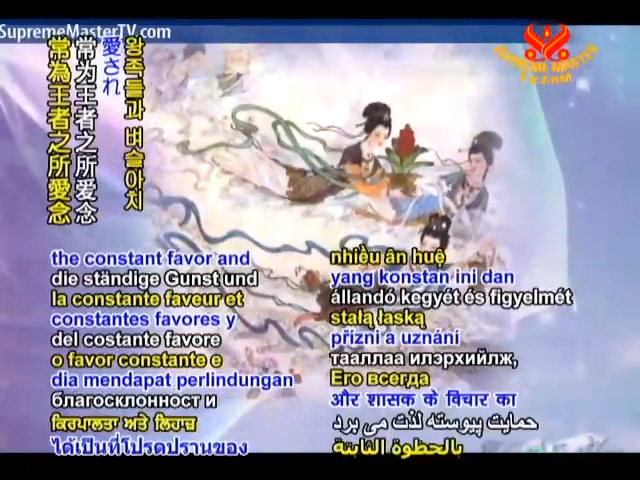 SupremeMasterTV.com
SUPREME MASTER
TV.COM
왕족들과 벼슬아치
愛され
常为王者之所爱念
常為王者之所愛念
the constant favor and
die ständige Gunst und
la constante faveur et
constantes favores y
del costante favore
o favor constante e
dia mendapat perlindungan
благосклонност и
ਕਿਰਪਾਲਤਾ ਅਤੇ ਲਿਹਾਜ਼
ได้เป็นที่โปรดปรานของ
nhiều ân huệ
yang konstan ini dan
állandó kegyét és figyelmét
stałą łaską
přízni a uznání
тааллаа илэрхийлж,
Его всегда
और शासक के विचार का
حمایت پیوسته لذت می برد
بالحظوة الثابتة